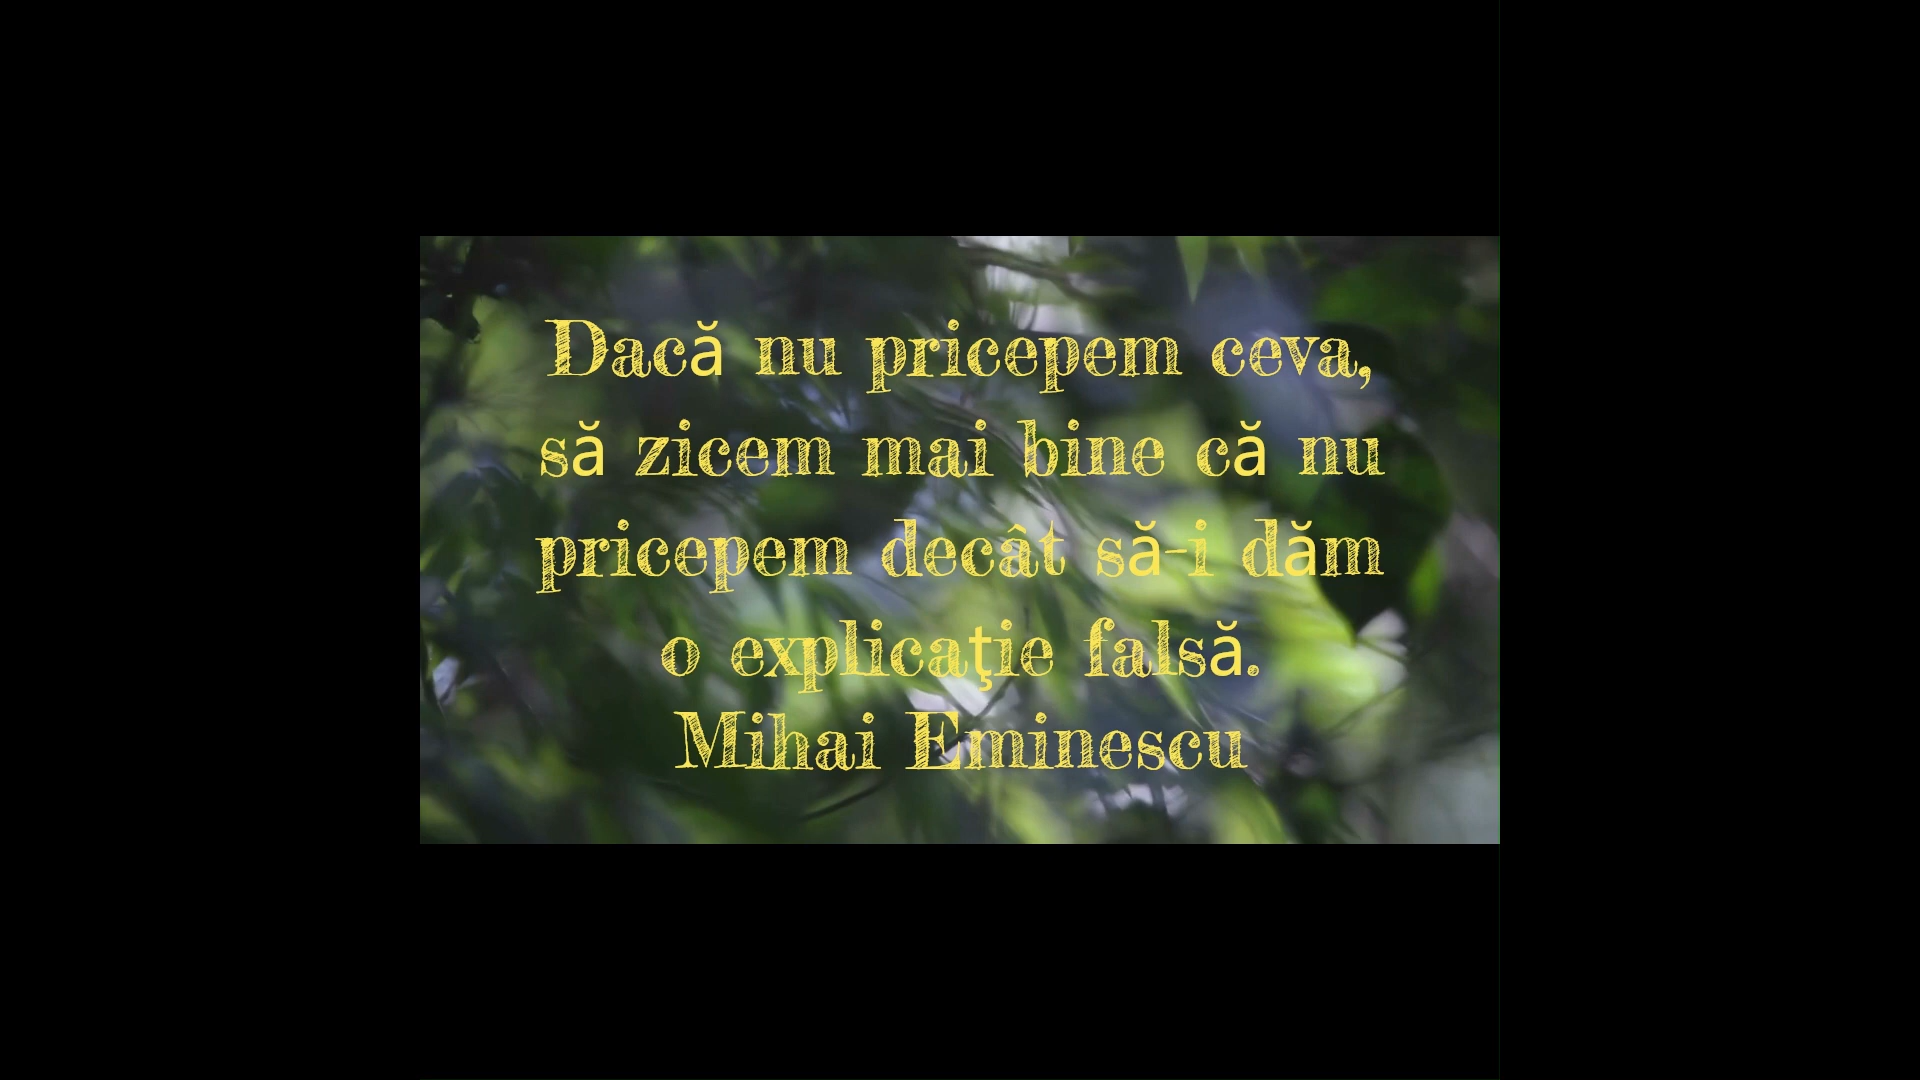 Dacă nu pricepem ceva,
să zicem mai bine că nu
pricepem decât să-i dăm
o explicaţie falsă.
Mihai Eminescu